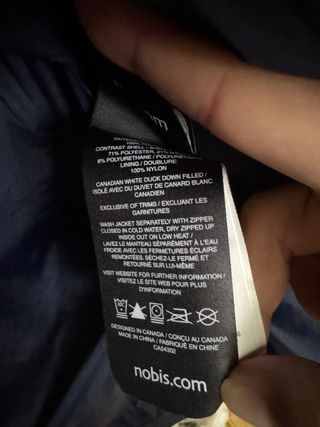 100%
CONTRAST SHELL /
71% POLYESTER, 21% NYLON,
8% POLYURETHANE / POLYURETHANE
LINING / DOUBLURE:
100% NYLON
CANADIAN WHITE DUCK DOWN FILLED /
ISOLÉ AVEC DU DUVET DE CANARD BLANC
CANADIEN
EXCLUSIVE OF TRIMS / EXCLUANT LES
GARNITURES
WASH JACKET SEPARATELY WITH ZIPPER
CLOSED IN COLD WATER, DRY ZIPPED UP
INSIDE OUT ON LOW HEAT /
LAVEZ LE MANTEAU SÉPARÉMENT À L'EAU
FROIDE AVEC LES FERMETURES ÉCLAIRS
REMONTÉES. SÉCHEZ-LE FERMÉ ET
RETOURNÉ SUR LUI-MÊME
VISIT WEBSITE FOR FURTHER INFORMATION /
VISITEZ LE SITE WEB POUR PLUS
D'INFORMATION
DESIGNED IN CANADA / CONÇU AU CANADA
MADE IN CHINA / FABRIQUÉ EN CHINE
CA54352
nobis.com